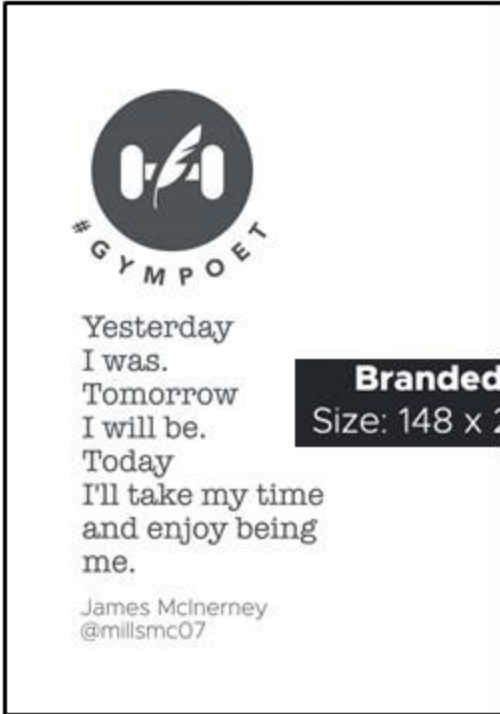 #GYMPOET
Yesterday
I was.
Tomorrow
I will be.
Today
I'll take my time
and enjoy being
me.
James McInerney
@millsmc07
Branded
Size: 148 x